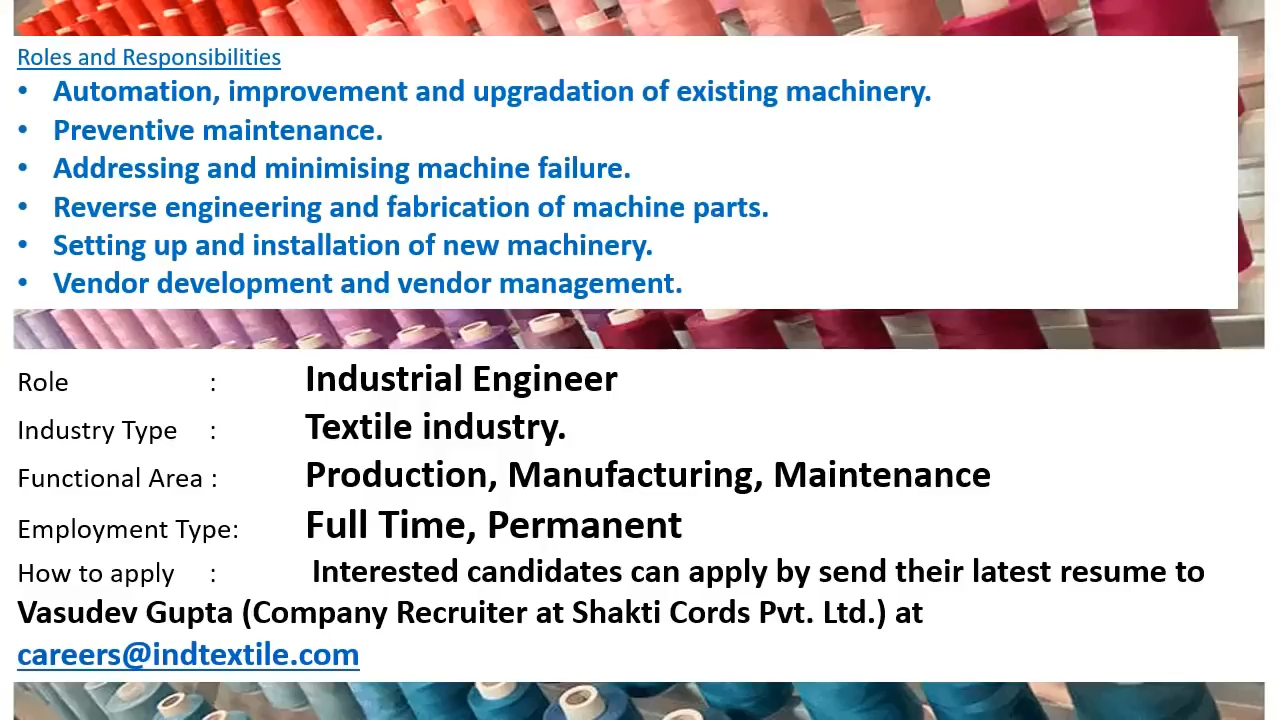 Roles and Responsibilities
• Automation, improvement and upgradation of existing machinery.
• Preventive maintenance.
• Addressing and minimising machine failure.
• Reverse engineering and fabrication of machine parts.
• Setting up and installation of new machinery.
• Vendor development and vendor management.
Role : Industrial Engineer
Industry Type : Textile industry.
Functional Area : Production, Manufacturing, Maintenance
Employment Type: Full Time, Permanent
How to apply : Interested candidates can apply by send their latest resume to
Vasudev Gupta (Company Recruiter at Shakti Cords Pvt. Ltd.) at
careers@indtextile.com